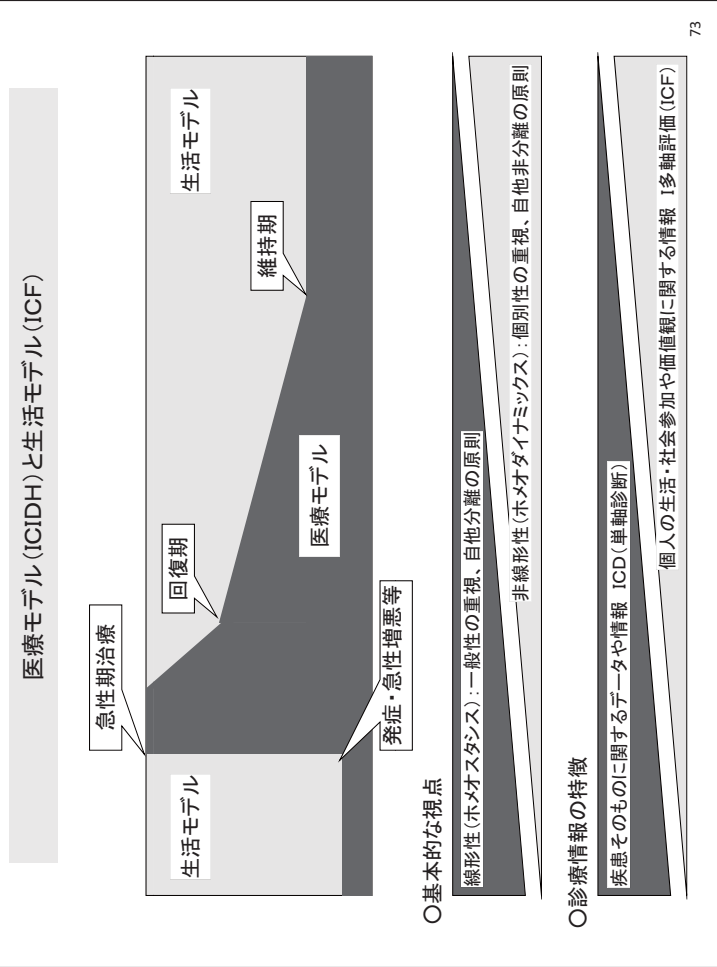 医療モデル(ICIDH)と生活モデル(ICF)
急性期治療
回復期
維持期
生活モデル
生活モデル
医療モデル
発症・急性増悪等
○基本的な視点
線形性(ホメオスタシス):一般性の重視、自他分離の原則
非線形性(ホメオダイナミックス):個別性の重視、自他非分離の原則
○診療情報の特徴
疾患そのものに関するデータや情報 ICD(単軸診断)
個人の生活・社会参加や価値観に関する情報 I多軸評価(ICF)
73